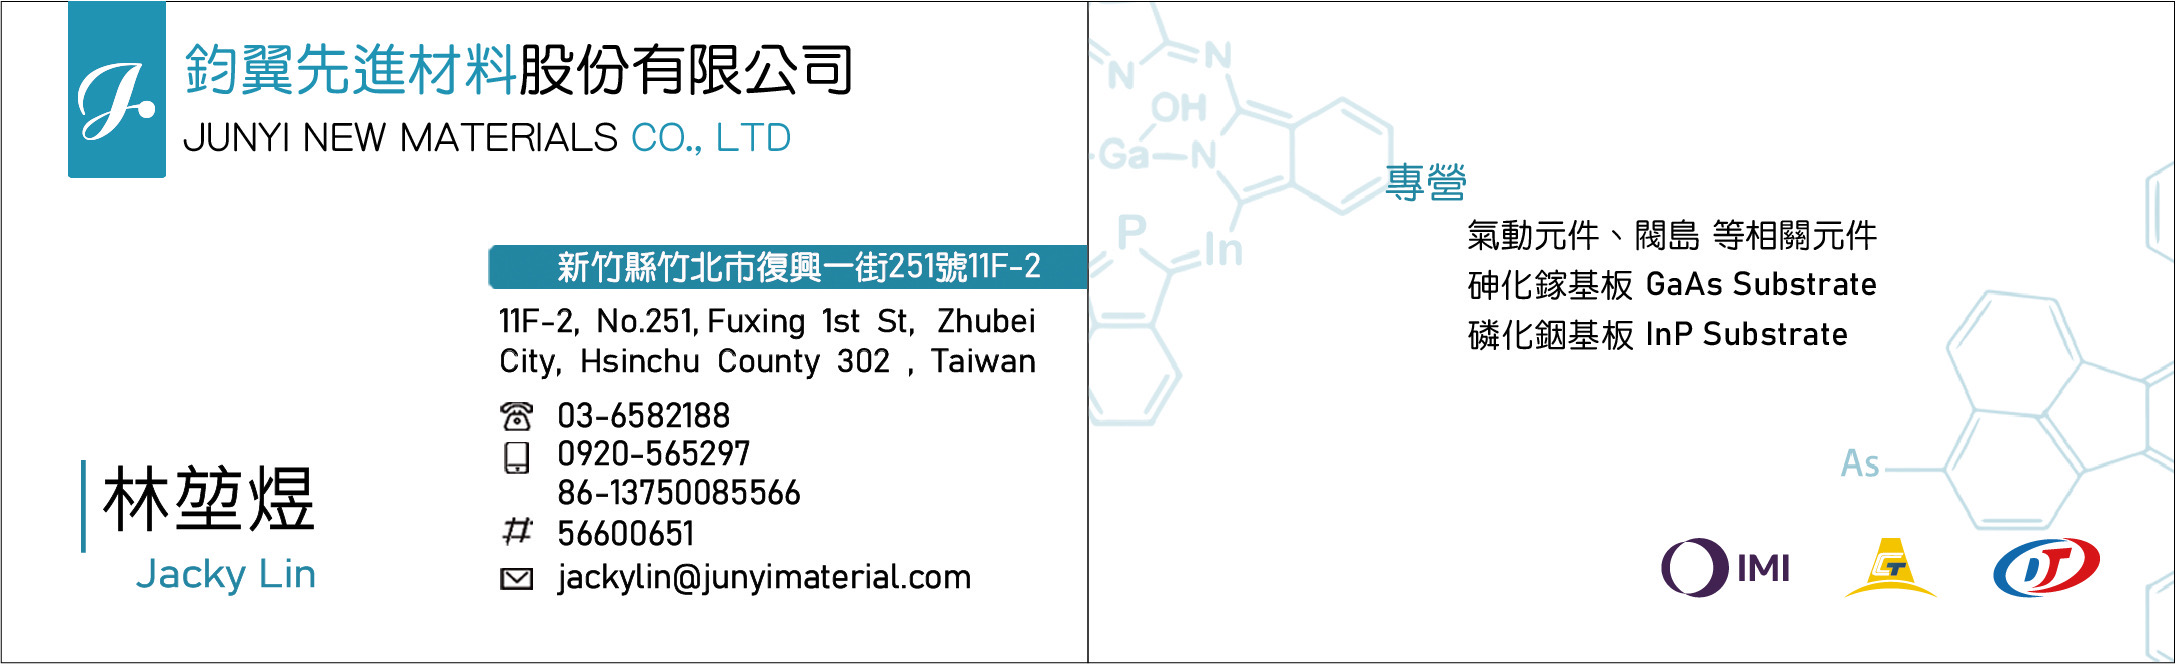 鈞翼先進材料股份有限公司
JUNYI NEW MATERIALS CO., LTD
新竹縣竹北市復興一街251號11F-2
11F-2, No.251, Fuxing 1st St, Zhubei
City, Hsinchu County 302 , Taiwan
03-6582188
0920-565297
86-13750085566
# 56600651
jackylin@junyimaterial.com
林堃煜
Jacky Lin
N
N
OH
Ga
N
P
In
專營
氣動元件、閥島 等相關元件
砷化鎵基板 GaAs Substrate
磷化銦基板 InP Substrate
As
IMI
CT
DT